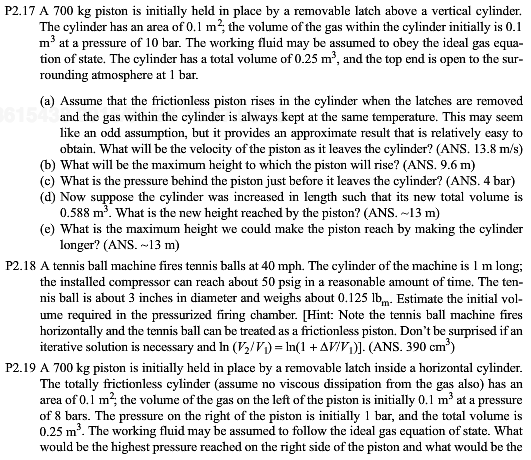 P2.17 A 700 kg piston is initially held in place by a removable latch above a vertical cylinder.
The cylinder has an area of 0.1 m²; the volume of the gas within the cylinder initially is 0.1
m³ at a pressure of 10 bar. The working fluid may be assumed to obey the ideal gas equa-
tion of state. The cylinder has a total volume of 0.25 m³, and the top end is open to the sur-
rounding atmosphere at 1 bar.
(a) Assume that the frictionless piston rises in the cylinder when the latches are removed
and the gas within the cylinder is always kept at the same temperature. This may seem
like an odd assumption, but it provides an approximate result that is relatively easy to
obtain. What will be the velocity of the piston as it leaves the cylinder? (ANS. 13.8 m/s)
(b) What will be the maximum height to which the piston will rise? (ANS. 9.6 m)
(c) What is the pressure behind the piston just before it leaves the cylinder? (ANS. 4 bar)
(d) Now suppose the cylinder was increased in length such that its new total volume is
0.588 m³. What is the new height reached by the piston? (ANS. ~13 m)
(e) What is the maximum height we could make the piston reach by making the cylinder
longer? (ANS. ~13 m)
P2.18 A tennis ball machine fires tennis balls at 40 mph. The cylinder of the machine is 1 m long;
the installed compressor can reach about 50 psig in a reasonable amount of time. The ten-
nis ball is about 3 inches in diameter and weighs about 0.125 lbₘ. Estimate the initial vol-
ume required in the pressurized firing chamber. [Hint: Note the tennis ball machine fires
horizontally and the tennis ball can be treated as a frictionless piston. Don't be surprised if an
iterative solution is necessary and ln (V₂/V₁) = ln(1 + ΔV/V₁)]. (ANS. 390 cm³)
P2.19 A 700 kg piston is initially held in place by a removable latch inside a horizontal cylinder.
The totally frictionless cylinder (assume no viscous dissipation from the gas also) has an
area of 0.1 m²; the volume of the gas on the left of the piston is initially 0.1 m³ at a pressure
of 8 bars. The pressure on the right of the piston is initially 1 bar, and the total volume is
0.25 m³. The working fluid may be assumed to follow the ideal gas equation of state. What
would be the highest pressure reached on the right side of the piston and what would be the